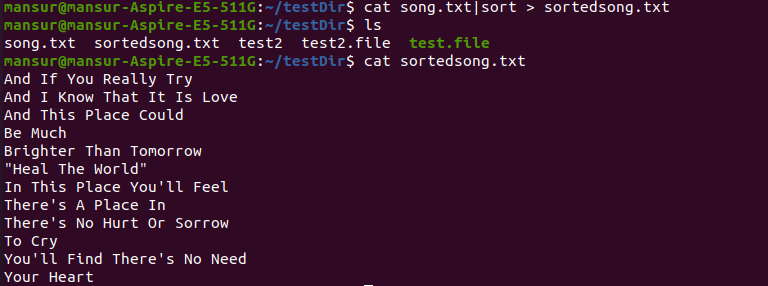 mansur@mansur-Aspire-E5-511G:~/testDir$ cat song.txt|sort > sortedsong.txt
mansur@mansur-Aspire-E5-511G:~/testDir$ ls
song.txt  sortedsong.txt  test2  test2.file  test.file
mansur@mansur-Aspire-E5-511G:~/testDir$ cat sortedsong.txt
And If You Really Try
And I Know That It Is Love
And This Place Could
Be Much
Brighter Than Tomorrow
"Heal The World"
In This Place You'll Feel
There's A Place In
There's No Hurt Or Sorrow
To Cry
You'll Find There's No Need
Your Heart